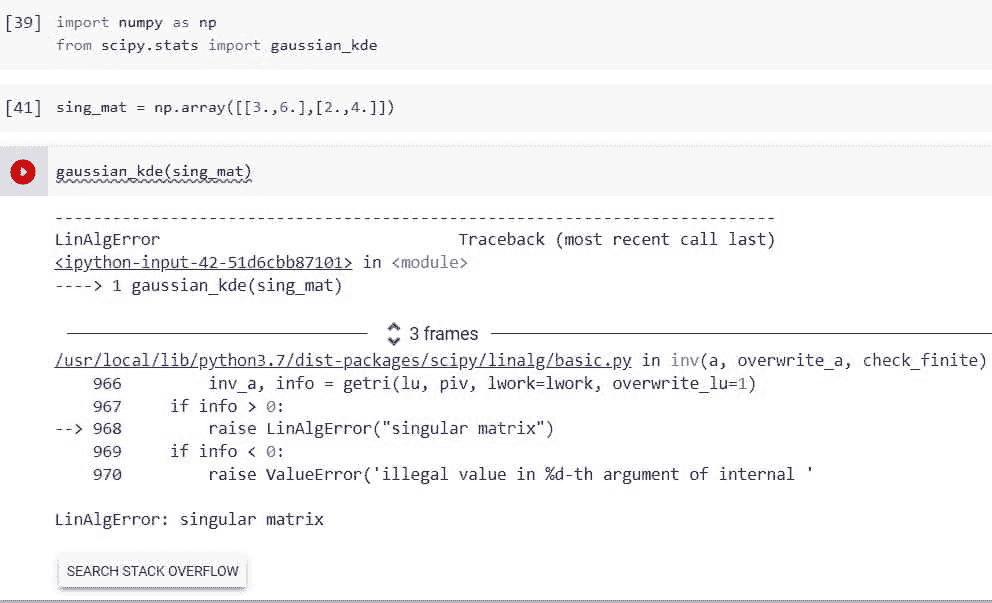 [39] import numpy as np
from scipy.stats import gaussian_kde
[41] sing_mat = np.array([[3.,6.],[2.,4.]])
gaussian_kde(sing_mat)
---------------------------------------------------------------------------
LinAlgError                               Traceback (most recent call last)
<ipython-input-42-51d6cbb87101> in <module>
----> 1 gaussian_kde(sing_mat)
3 frames
/usr/local/lib/python3.7/dist-packages/scipy/linalg/basic.py in inv(a, overwrite_a, check_finite)
    966         inv_a, info = getri(lu, piv, lwork=lwork, overwrite_lu=1)
    967     if info > 0:
--> 968         raise LinAlgError("singular matrix")
    969     if info < 0:
    970         raise ValueError('illegal value in %d-th argument of internal '
LinAlgError: singular matrix
SEARCH STACK OVERFLOW